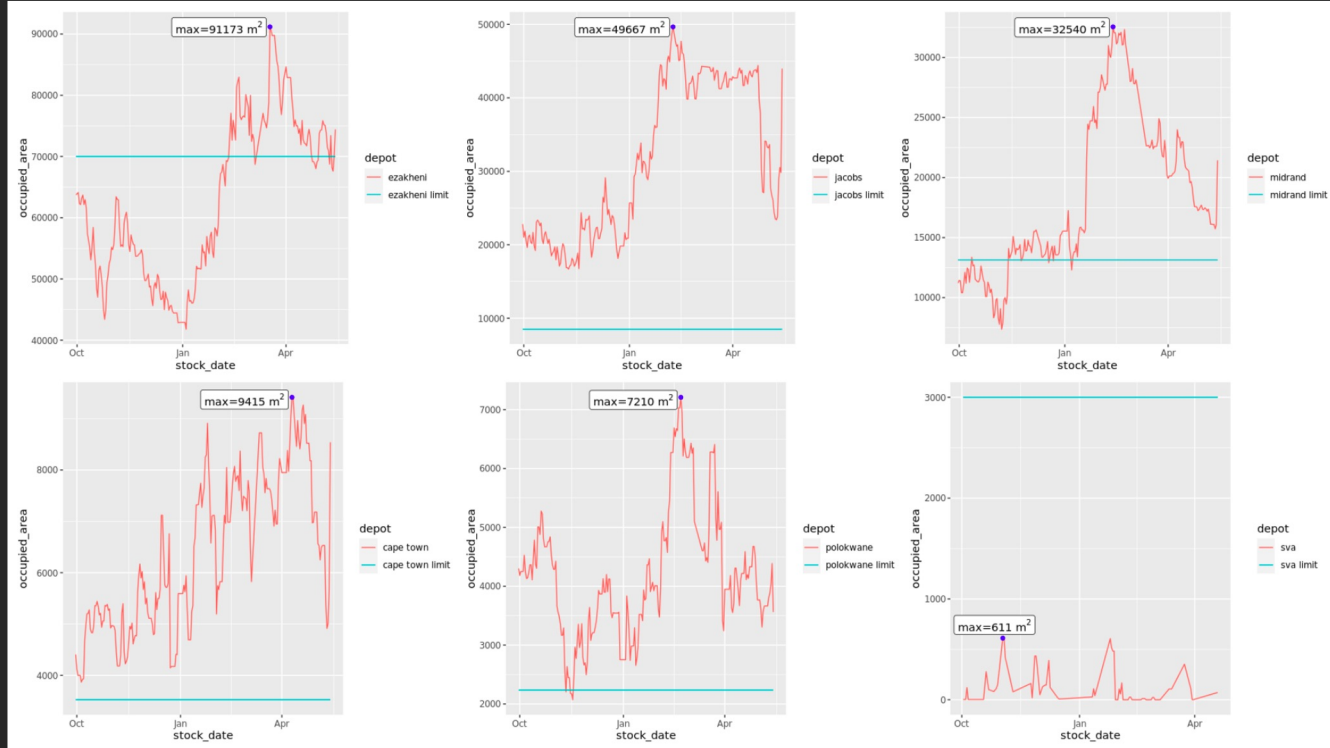 max=91173 m²
90000
80000
70000
60000
50000
40000
occupied_area
Oct
Jan
Apr
stock_date
depot
ezakheni
ezakheni limit
max=49667 m²
50000
40000
30000
20000
10000
occupied_area
Oct
Jan
Apr
stock_date
depot
jacobs
jacobs limit
max=32540 m²
30000
25000
20000
15000
10000
occupied_area
Oct
Jan
Apr
stock_date
depot
midrand
midrand limit
max=9415 m²
8000
6000
4000
occupied_area
Oct
Jan
Apr
stock_date
depot
cape town
cape town limit
max=7210 m²
7000
6000
5000
4000
3000
2000
occupied_area
Oct
Jan
Apr
stock_date
depot
polokwane
polokwane limit
3000
2000
1000
max=611 m²
0
occupied_area
Oct
Jan
Apr
stock_date
depot
sva
sva limit